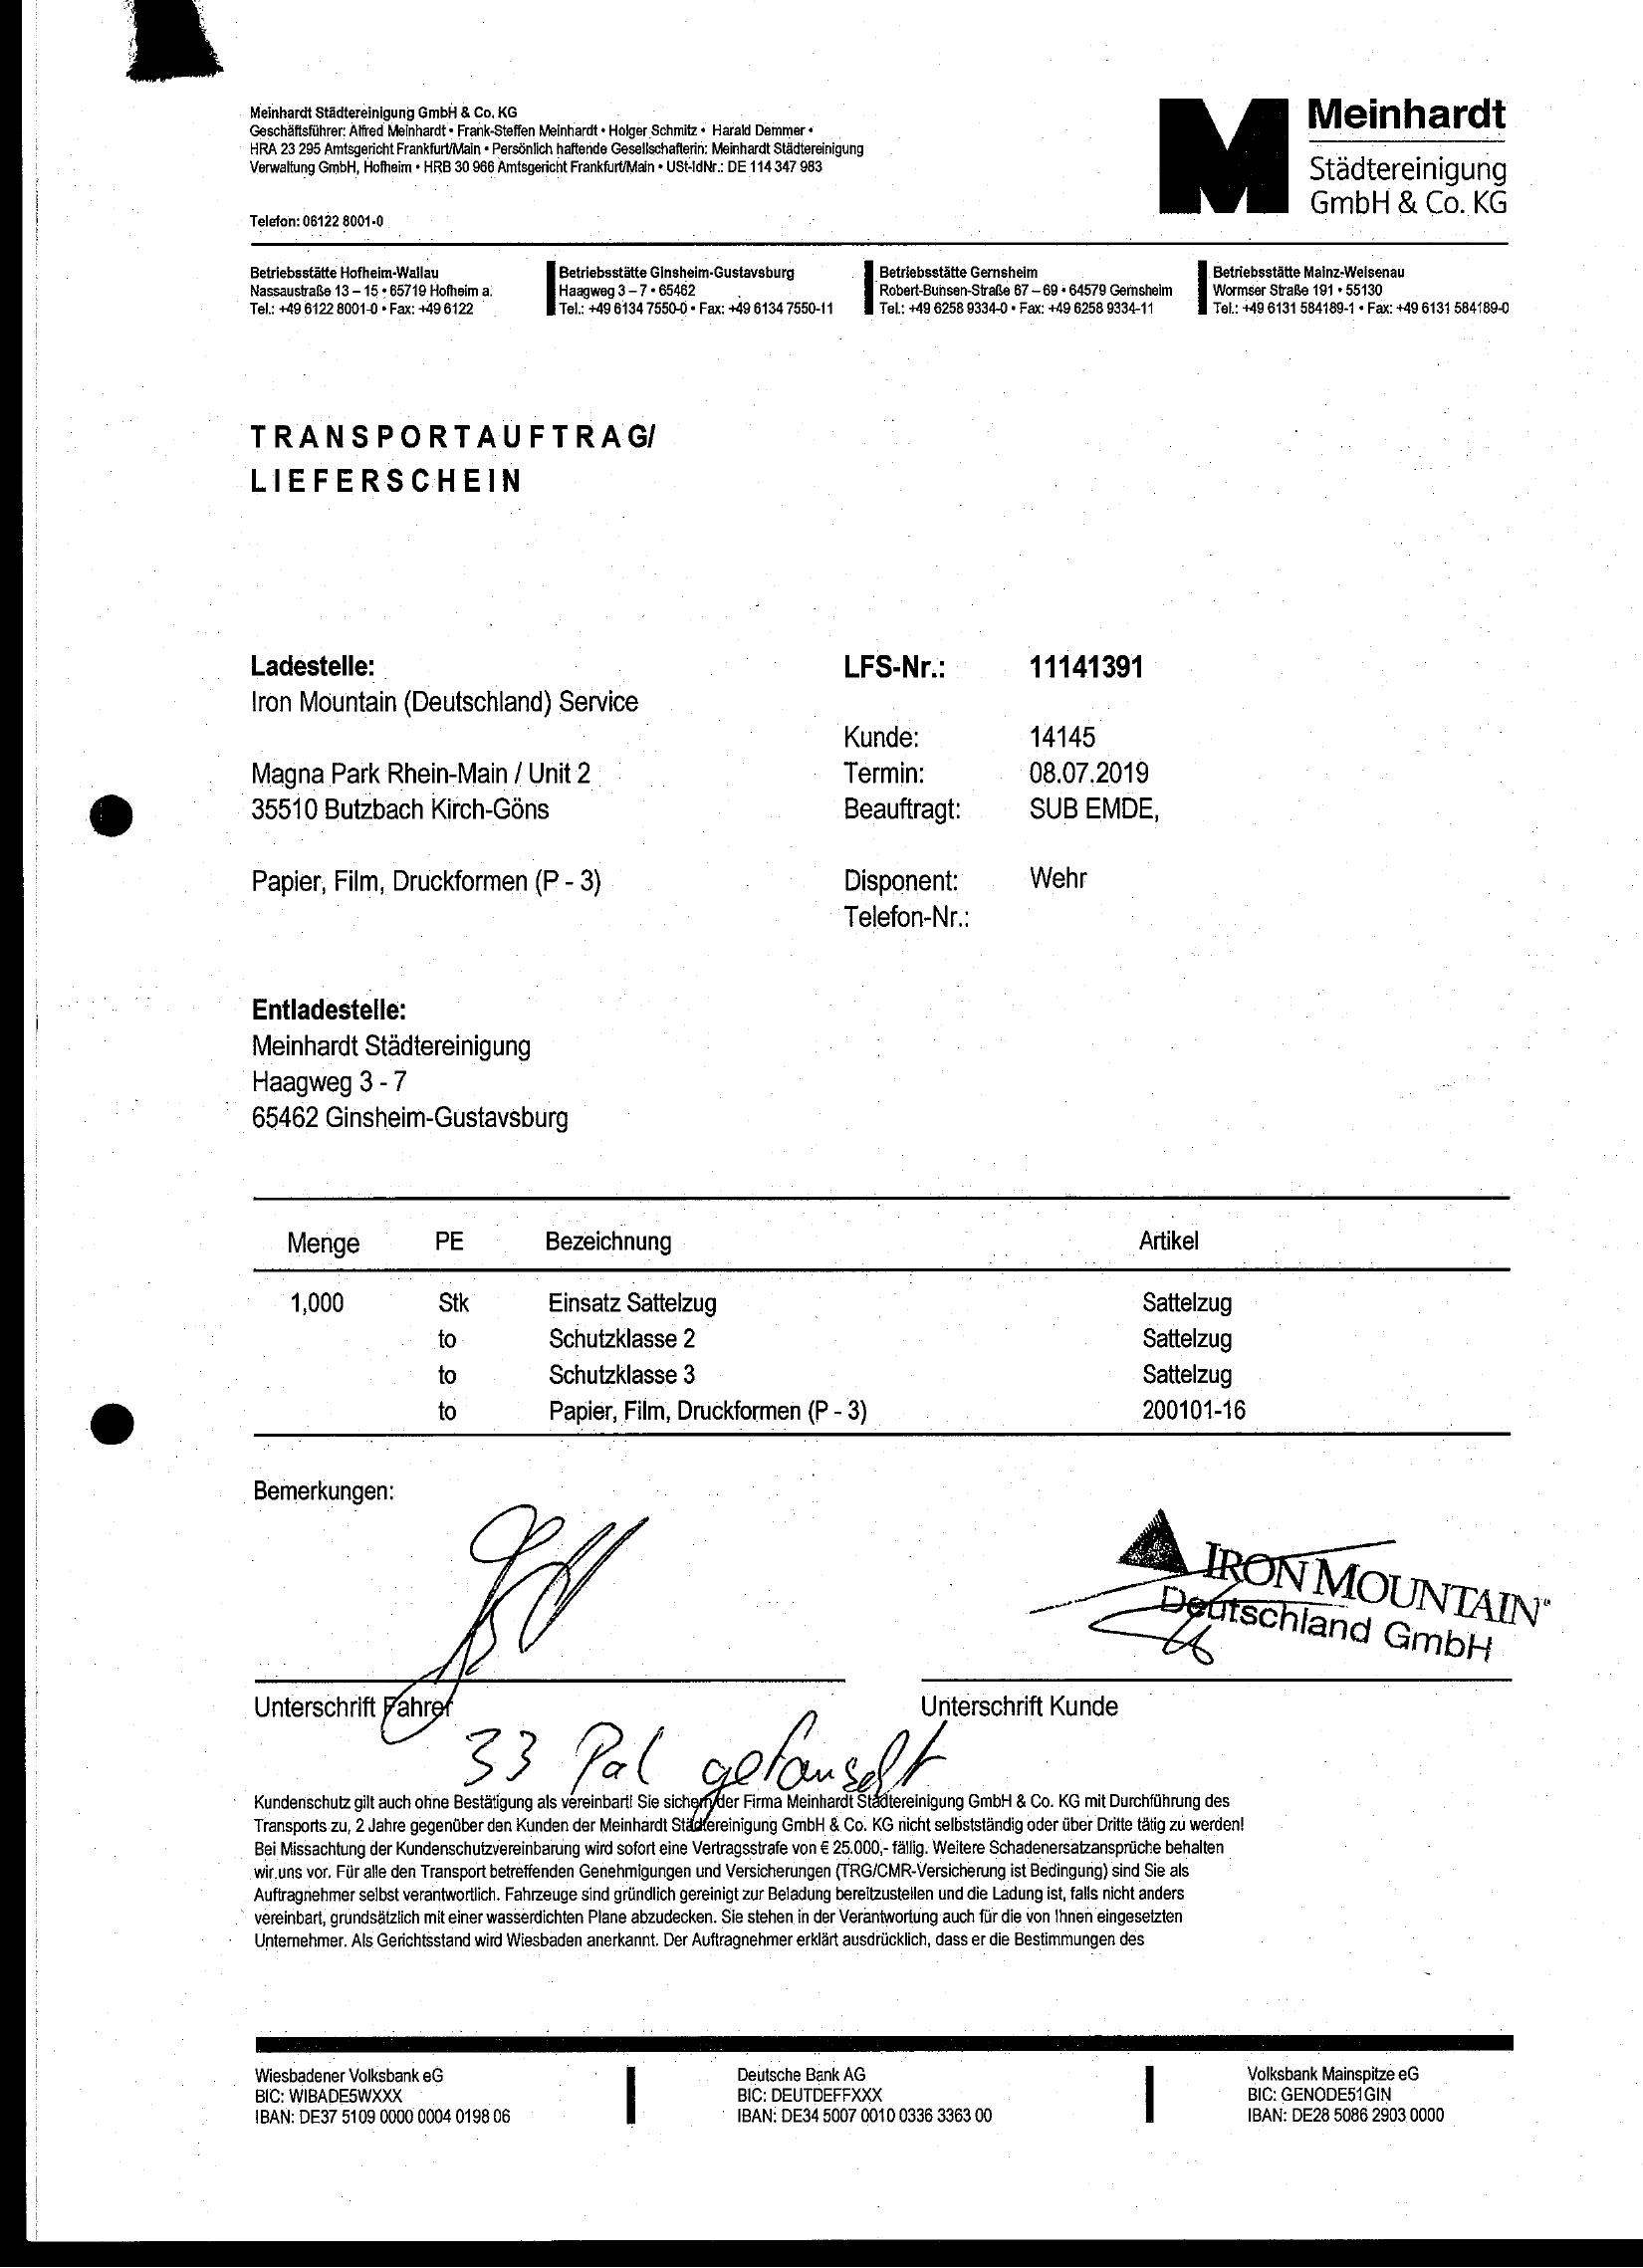 Meinhardt Städtereinigung GmbH & Co. KG
Geschäftsführer: Alfred Meinhardt • Frank-Steffen Meinhardt • Holger Schmitz • Harald Demmer •
HRA 23 295 Amtsgericht Frankfurt/Main • Persönlich haftende Gesellschafterin: Meinhardt Städtereinigung
Verwaltung GmbH, Hofheim • HRB 30 966 Amtsgericht Frankfurt/Main • USt-IdNr.: DE 114 347 983
Telefon: 06122 8001-0
M Meinhardt
Städtereinigung
GmbH & Co. KG
Betriebsstätte Hofheim-Wallau
Nassaustraße 13 – 15 • 65719 Hofheim a.
Tel.: +49 6122 8001-0 • Fax: +49 6122
Betriebsstätte Ginsheim-Gustavsburg
Haagweg 3 – 7 • 65462
Tel.: +49 6134 7550-0 • Fax: +49 6134 7550-11
Betriebsstätte Gernsheim
Robert-Bunsen-Straße 67 – 69 • 64579 Gernsheim
Tel.: +49 6258 9334-0 • Fax: +49 6258 9334-11
Betriebsstätte Mainz-Weisenau
Wormser Straße 191 • 55130
Tel.: +49 6131 584189-1 • Fax: +49 6131 584189-0
TRANSPORTAUFTRAG/
LIEFERSCHEIN
Ladestelle: LFS-Nr.: 11141391
Iron Mountain (Deutschland) Service
Kunde: 14145
Magna Park Rhein-Main / Unit 2 Termin: 08.07.2019
35510 Butzbach Kirch-Göns Beauftragt: SUB EMDE,
Papier, Film, Druckformen (P - 3) Disponent: Wehr
Telefon-Nr.:
Entladestelle:
Meinhardt Städtereinigung
Haagweg 3 - 7
65462 Ginsheim-Gustavsburg
Menge PE Bezeichnung Artikel
1,000 Stk Einsatz Sattelzug Sattelzug
to Schutzklasse 2 Sattelzug
to Schutzklasse 3 Sattelzug
to Papier, Film, Druckformen (P - 3) 200101-16
Bemerkungen:
IRON MOUNTAIN
Deutschland GmbH
Unterschrift Fahrer Unterschrift Kunde
33 Pal getauscht
Kundenschutz gilt auch ohne Bestätigung als vereinbart! Sie sichern der Firma Meinhardt Städtereinigung GmbH & Co. KG mit Durchführung des
Transports zu, 2 Jahre gegenüber den Kunden der Meinhardt Städtereinigung GmbH & Co. KG nicht selbstständig oder über Dritte tätig zu werden!
Bei Missachtung der Kundenschutzvereinbarung wird sofort eine Vertragsstrafe von € 25.000,- fällig. Weitere Schadenersatzansprüche behalten
wir uns vor. Für alle den Transport betreffenden Genehmigungen und Versicherungen (TRG/CMR-Versicherung ist Bedingung) sind Sie als
Auftragnehmer selbst verantwortlich. Fahrzeuge sind gründlich gereinigt zur Beladung bereitzustellen und die Ladung ist, falls nicht anders
vereinbart, grundsätzlich mit einer wasserdichten Plane abzudecken. Sie stehen in der Verantwortung auch für die von Ihnen eingesetzten
Unternehmer. Als Gerichtsstand wird Wiesbaden anerkannt. Der Auftragnehmer erklärt ausdrücklich, dass er die Bestimmungen des
Wiesbadener Volksbank eG
BIC: WIBADE5WXXX
IBAN: DE37 5109 0000 0004 0198 06
Deutsche Bank AG
BIC: DEUTDEFFXXX
IBAN: DE34 5007 0010 0336 3363 00
Volksbank Mainspitze eG
BIC: GENODE51GIN
IBAN: DE28 5086 2903 0000